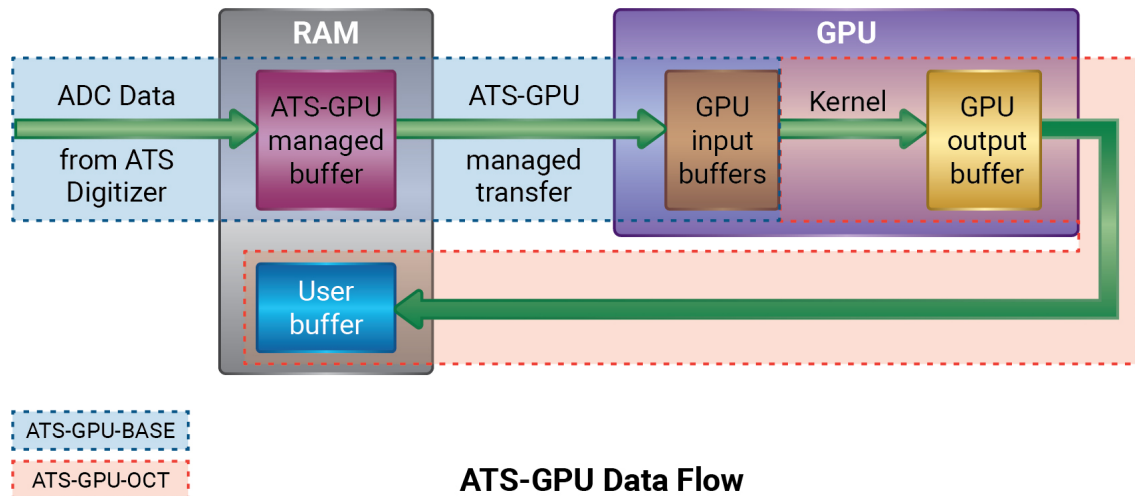 RAM
GPU
ADC Data
from ATS
Digitizer
ATS-GPU
managed
buffer
ATS-GPU
managed
transfer
GPU
input
buffers
Kernel
GPU
output
buffer
User
buffer
ATS-GPU-BASE
ATS-GPU-OCT
ATS-GPU Data Flow